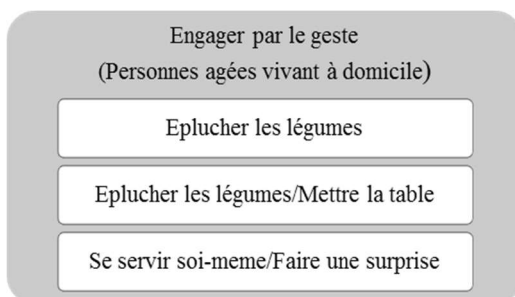 Engager par le geste
(Personnes agées vivant à domicile)
Eplucher les légumes
Eplucher les légumes/Mettre la table
Se servir soi-meme/Faire une surprise